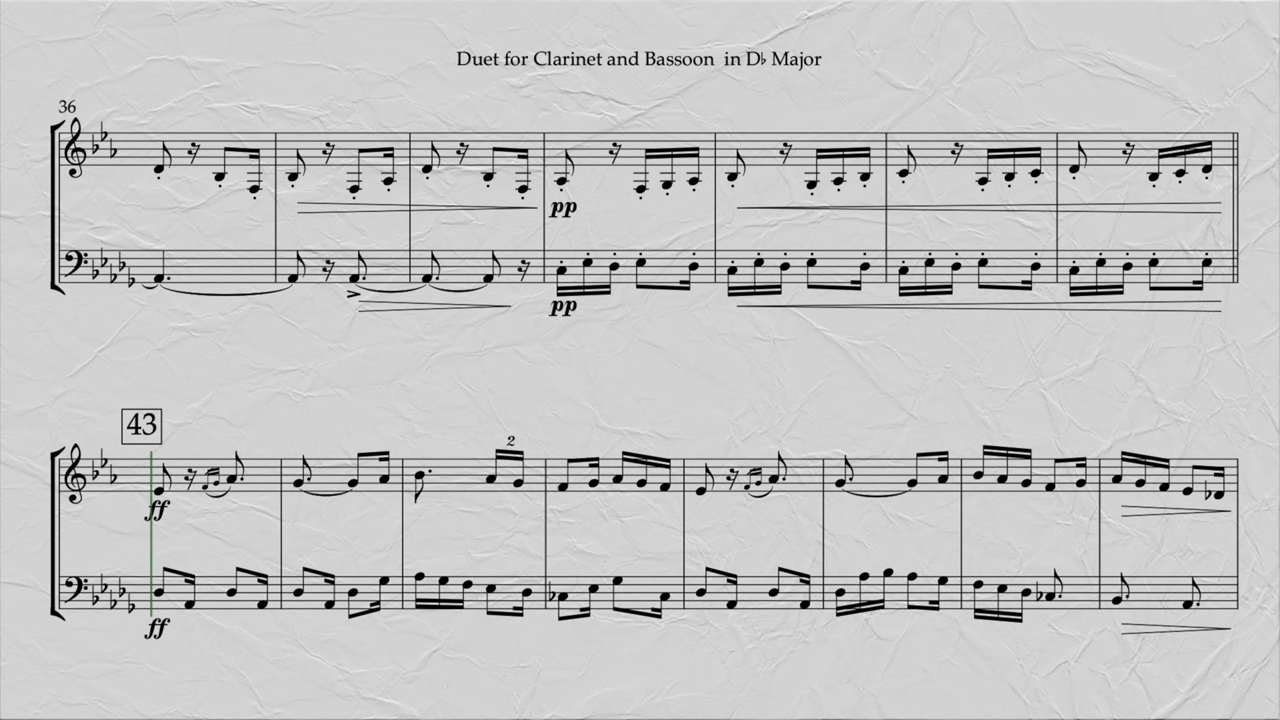 Duet for Clarinet and Bassoon in D♭ Major
36
pp
pp
43
2
ff
ff